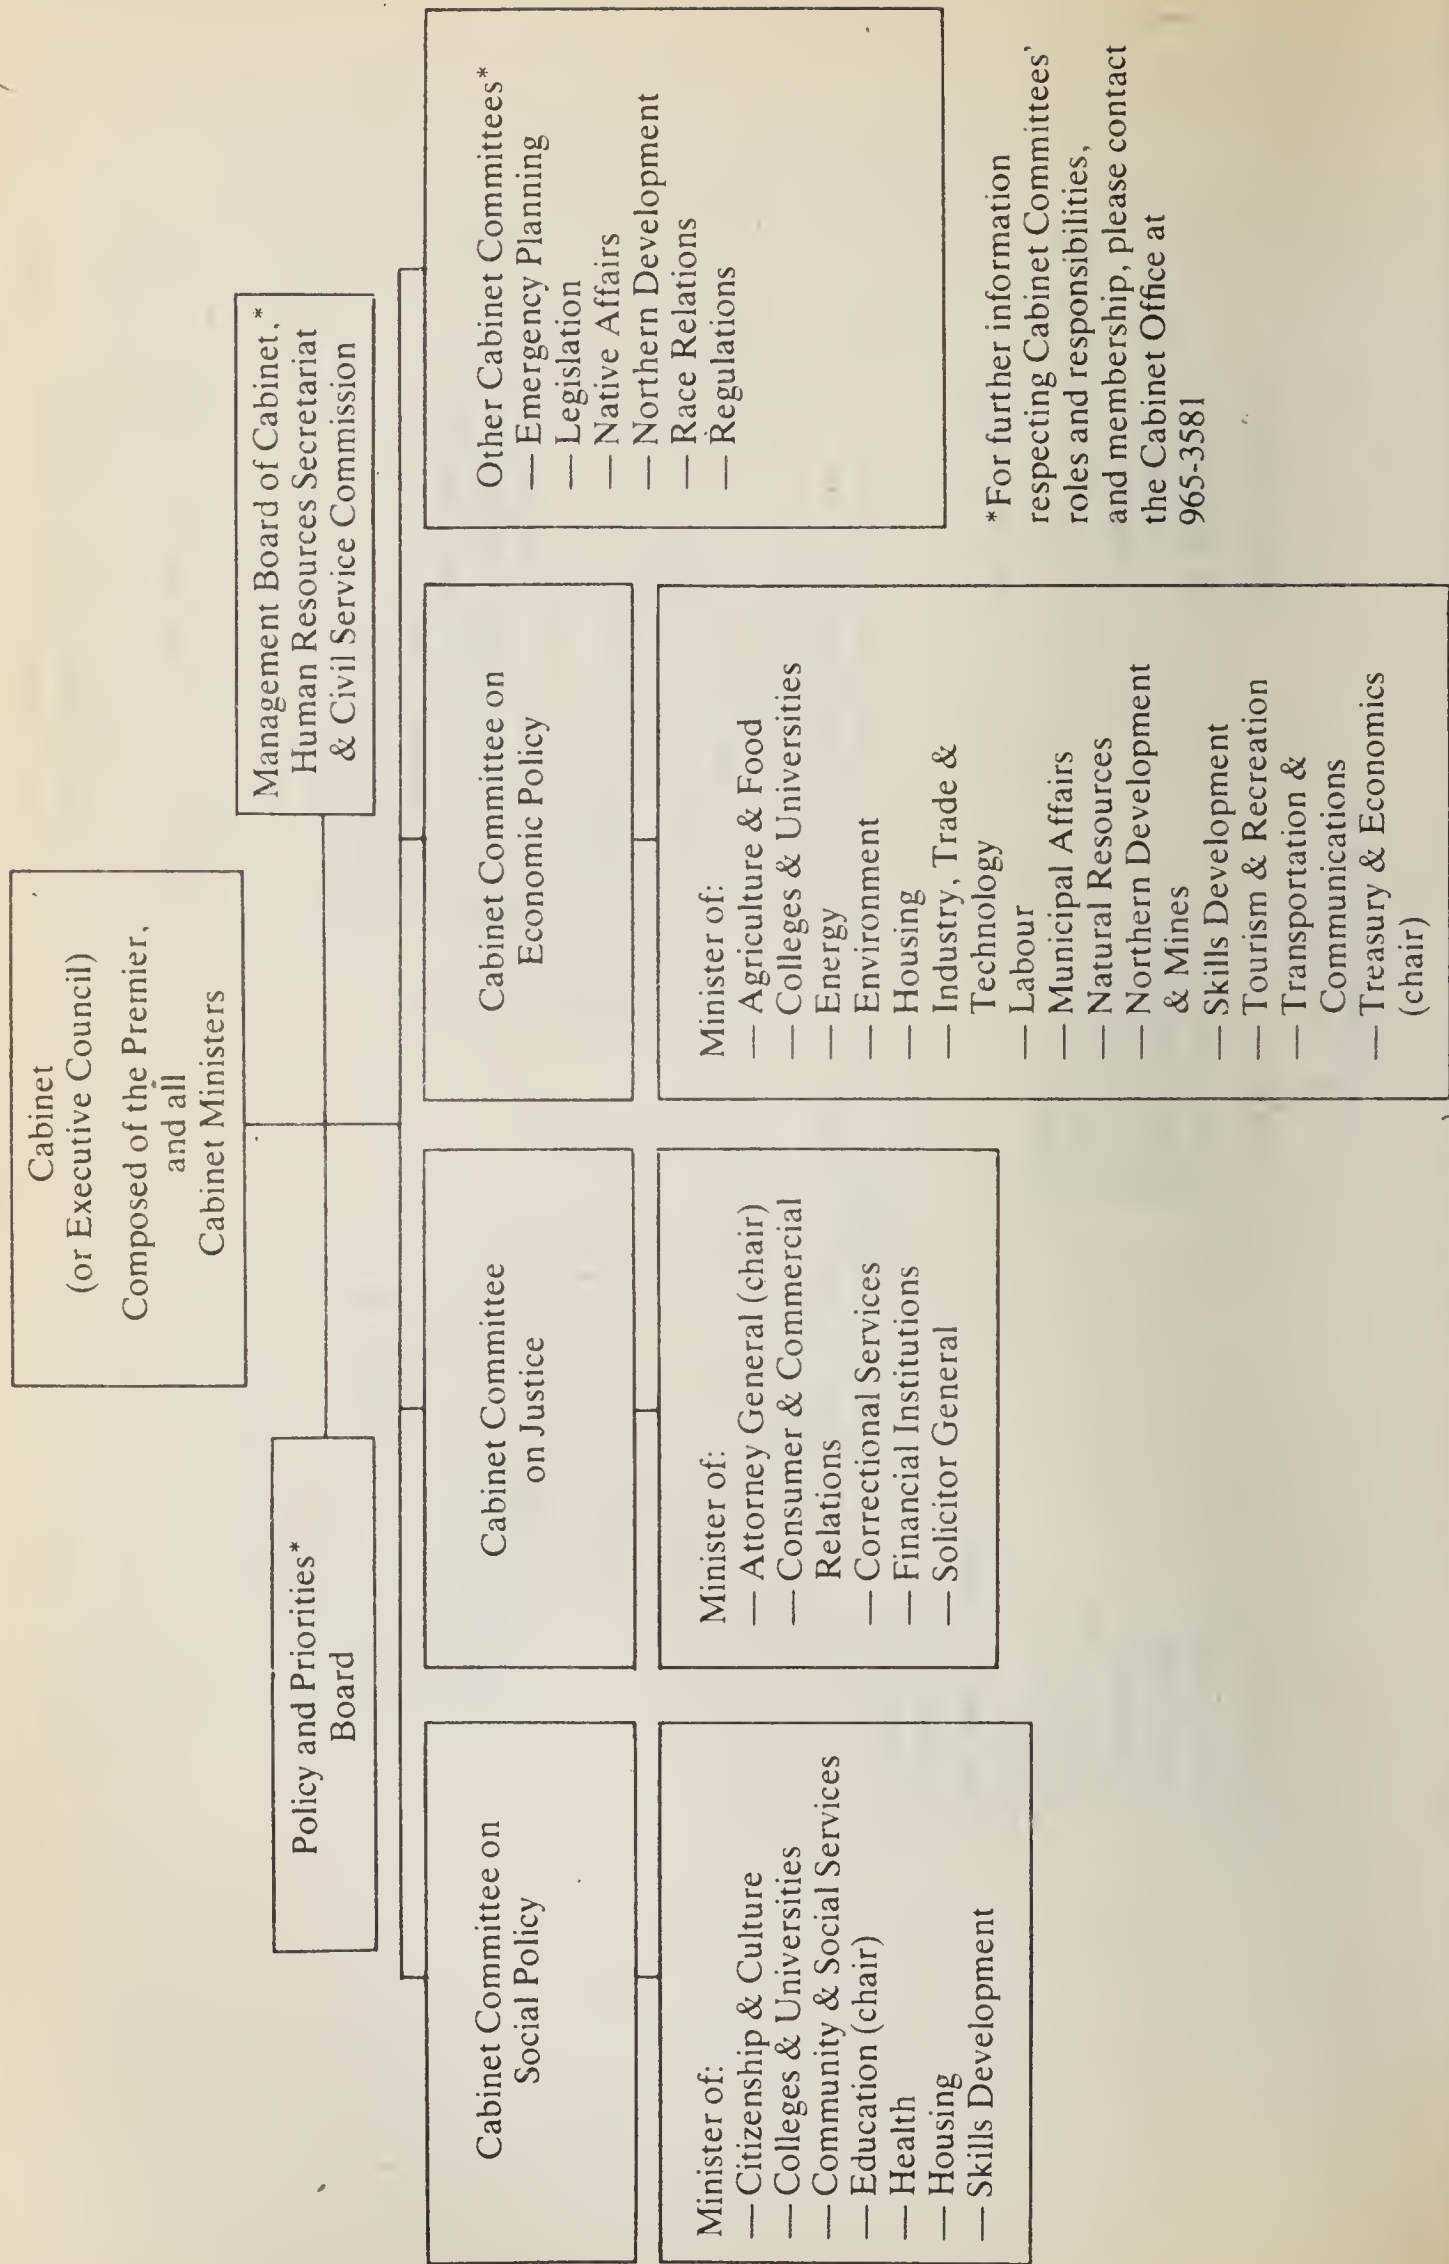 Cabinet
(or Executive Council)
Composed of the Premier,
and all
Cabinet Ministers
Policy and Priorities*
Board
Management Board of Cabinet,*
Human Resources Secretariat
& Civil Service Commission
Cabinet Committee on
Social Policy
Minister of:
— Citizenship & Culture
— Colleges & Universities
— Community & Social Services
— Education (chair)
— Health
— Housing
— Skills Development
Cabinet Committee
on Justice
Minister of:
— Attorney General (chair)
— Consumer & Commercial
Relations
— Correctional Services
— Financial Institutions
— Solicitor General
Cabinet Committee on
Economic Policy
Minister of:
— Agriculture & Food
— Colleges & Universities
— Energy
— Environment
— Housing
— Industry, Trade &
Technology
— Labour
— Municipal Affairs
— Natural Resources
— Northern Development
& Mines
— Skills Development
— Tourism & Recreation
— Transportation &
Communications
— Treasury & Economics
(chair)
Other Cabinet Committees*
— Emergency Planning
— Legislation
— Native Affairs
— Northern Development
— Race Relations
— Regulations
*For further information
respecting Cabinet Committees'
roles and responsibilities,
and membership, please contact
the Cabinet Office at
965-3581